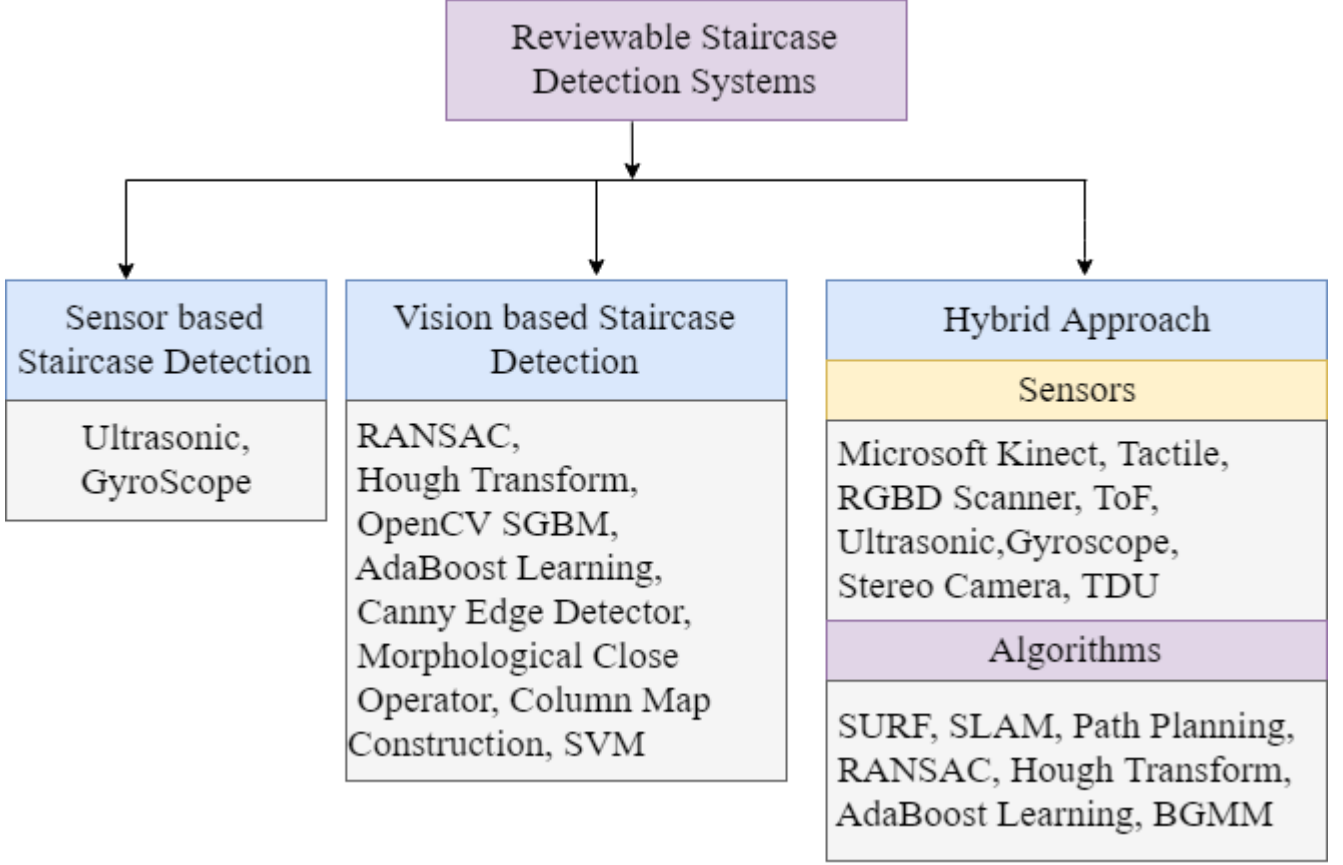 Reviewable Staircase
Detection Systems
Sensor based
Staircase Detection
Ultrasonic,
GyroScope
Vision based Staircase
Detection
RANSAC,
Hough Transform,
OpenCV SGBM,
AdaBoost Learning,
Canny Edge Detector,
Morphological Close
Operator, Column Map
Construction, SVM
Hybrid Approach
Sensors
Microsoft Kinect, Tactile,
RGBD Scanner, ToF,
Ultrasonic,Gyroscope,
Stereo Camera, TDU
Algorithms
SURF, SLAM, Path Planning,
RANSAC, Hough Transform,
AdaBoost Learning, BGMM